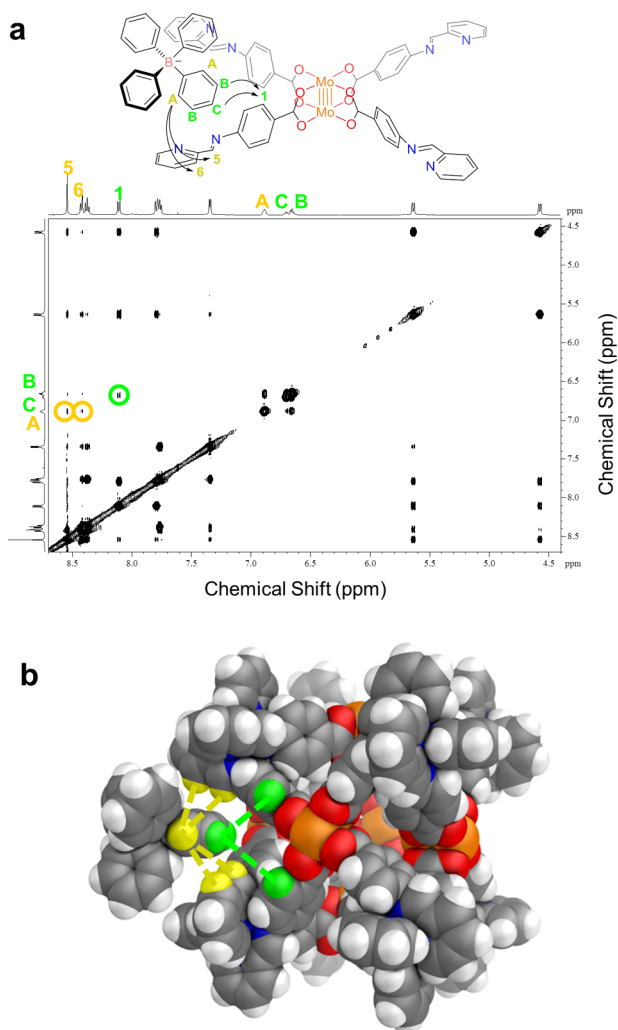 a
N
N
N
N
A
B
O
O
Mo
O
O
B
1
A
C
B
O
O
Mo
O
O
N
N
5
6
N
N
5 6 1 A C B
ppm
4.5
5.0
5.5
6.0
B
6.5
C
A
7.0
7.5
8.0
8.5
Chemical Shift (ppm)
8.5 8.0 7.5 7.0 6.5 6.0 5.5 5.0 4.5 ppm
Chemical Shift (ppm)
b